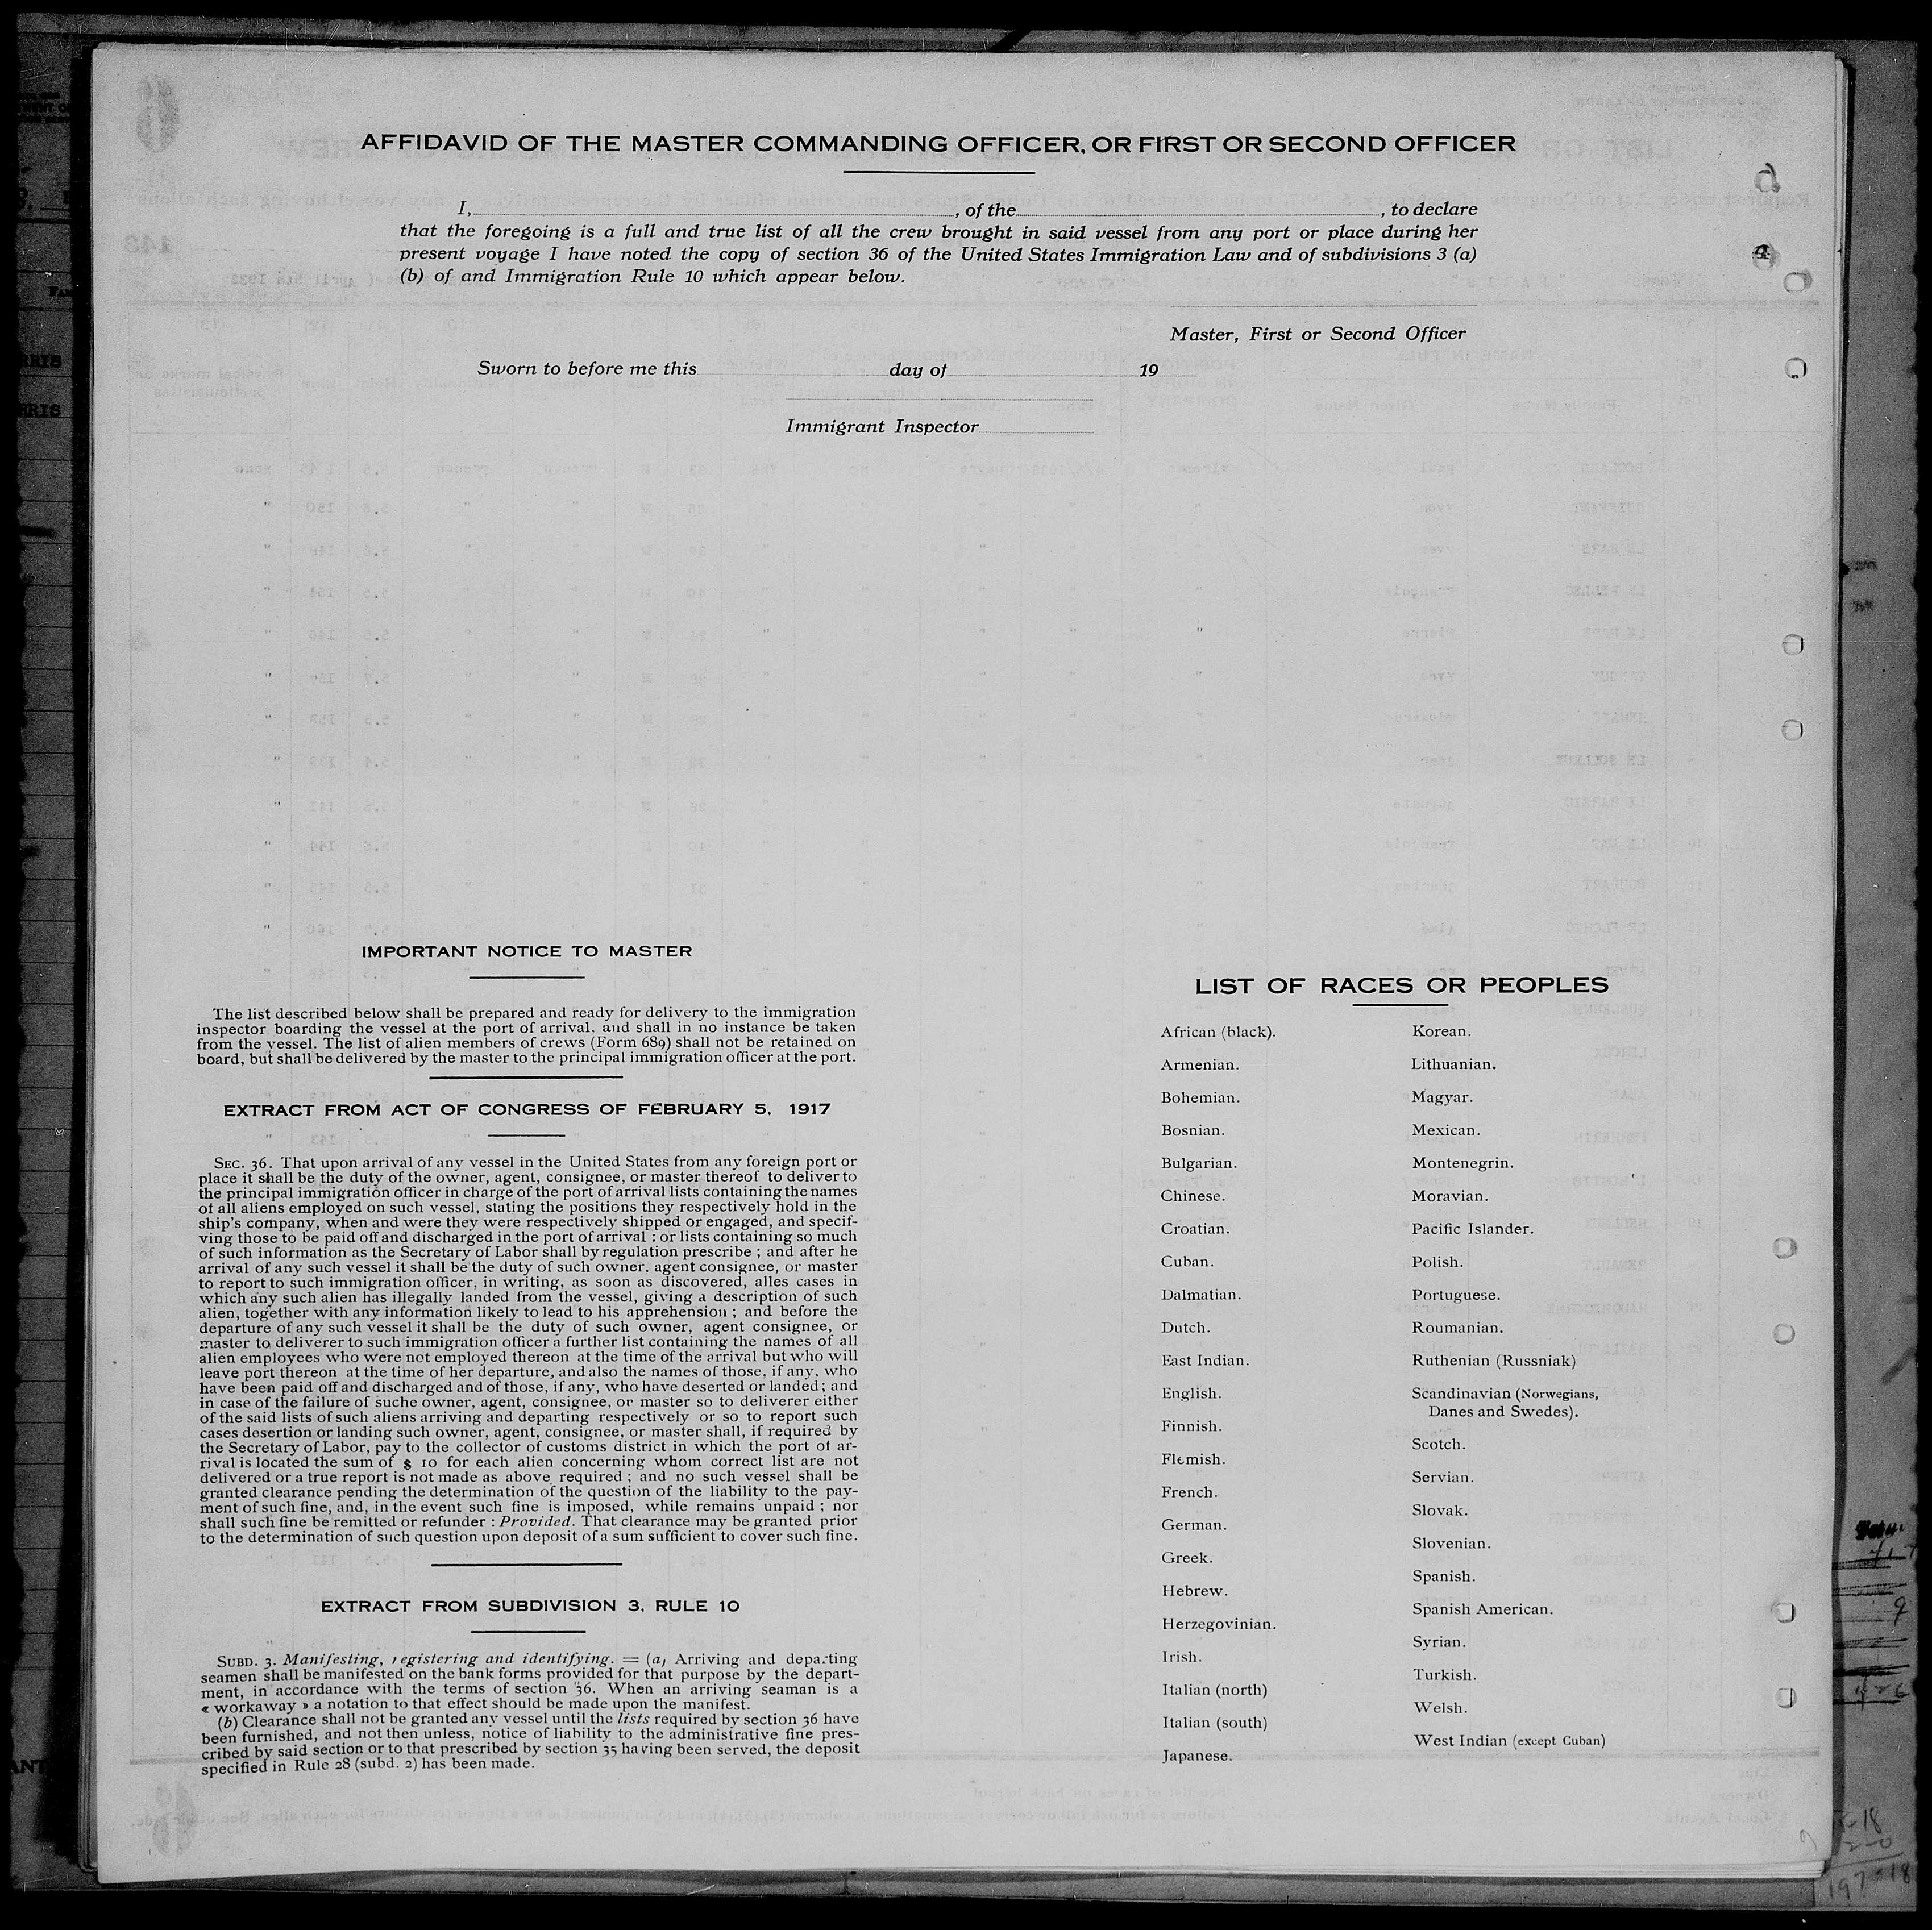 AFFIDAVID OF THE MASTER COMMANDING OFFICER, OR FIRST OR SECOND OFFICER
I, , of the , to declare
that the foregoing is a full and true list of all the crew brought in said vessel from any port or place during her
present voyage I have noted the copy of section 36 of the United States Immigration Law and of subdivisions 3 (a)
(b) of and Immigration Rule 10 which appear below.
Master, First or Second Officer
Sworn to before me this day of 19
Immigrant Inspector
IMPORTANT NOTICE TO MASTER
The list described below shall be prepared and ready for delivery to the immigration
inspector boarding the vessel at the port of arrival, and shall in no instance be taken
from the vessel. The list of alien members of crews (Form 689) shall not be retained on
board, but shall be delivered by the master to the principal immigration officer at the port.
EXTRACT FROM ACT OF CONGRESS OF FEBRUARY 5, 1917
SEC. 36. That upon arrival of any vessel in the United States from any foreign port or
place it shall be the duty of the owner, agent, consignee, or master thereof to deliver to
the principal immigration officer in charge of the port of arrival lists containing the names
of all aliens employed on such vessel, stating the positions they respectively hold in the
ship's company, when and were they were respectively shipped or engaged, and specif-
ving those to be paid off and discharged in the port of arrival : or lists containing so much
of such information as the Secretary of Labor shall by regulation prescribe ; and after he
arrival of any such vessel it shall be the duty of such owner, agent consignee, or master
to report to such immigration officer, in writing, as soon as discovered, alles cases in
which any such alien has illegally landed from the vessel, giving a description of such
alien, together with any information likely to lead to his apprehension ; and before the
departure of any such vessel it shall be the duty of such owner, agent consignee, or
master to deliverer to such immigration officer a further list containing the names of all
alien employees who were not employed thereon at the time of the arrival but who will
leave port thereon at the time of her departure, and also the names of those, if any, who
have been paid off and discharged and of those, if any, who have deserted or landed; and
in case of the failure of suche owner, agent, consignee, or master so to deliverer either
of the said lists of such aliens arriving and departing respectively or so to report such
cases desertion or landing such owner, agent, consignee, or master shall, if required by
the Secretary of Labor, pay to the collector of customs district in which the port of ar-
rival is located the sum of $ 10 for each alien concerning whom correct list are not
delivered or a true report is not made as above required ; and no such vessel shall be
granted clearance pending the determination of the question of the liability to the pay-
ment of such fine, and, in the event such fine is imposed, while remains unpaid ; nor
shall such fine be remitted or refunder : Provided. That clearance may be granted prior
to the determination of such question upon deposit of a sum sufficient to cover such fine.
EXTRACT FROM SUBDIVISION 3, RULE 10
SUBD. 3. Manifesting, registering and identifying. = (a) Arriving and departing
seamen shall be manifested on the bank forms provided for that purpose by the depart-
ment, in accordance with the terms of section 36. When an arriving seaman is a
« workaway » a notation to that effect should be made upon the manifest.
(b) Clearance shall not be granted any vessel until the lists required by section 36 have
been furnished, and not then unless, notice of liability to the administrative fine pres-
cribed by said section or to that prescribed by section 35 having been served, the deposit
specified in Rule 28 (subd. 2) has been made.
LIST OF RACES OR PEOPLES
African (black).
Armenian.
Bohemian.
Bosnian.
Bulgarian.
Chinese.
Croatian.
Cuban.
Dalmatian.
Dutch.
East Indian.
English.
Finnish.
Flemish.
French.
German.
Greek.
Hebrew.
Herzegovinian.
Irish.
Italian (north)
Italian (south)
Japanese.
Korean.
Lithuanian.
Magyar.
Mexican.
Montenegrin.
Moravian.
Pacific Islander.
Polish.
Portuguese.
Roumanian.
Ruthenian (Russniak)
Scandinavian (Norwegians,
Danes and Swedes).
Scotch.
Servian.
Slovak.
Slovenian.
Spanish.
Spanish American.
Syrian.
Turkish.
Welsh.
West Indian (except Cuban)